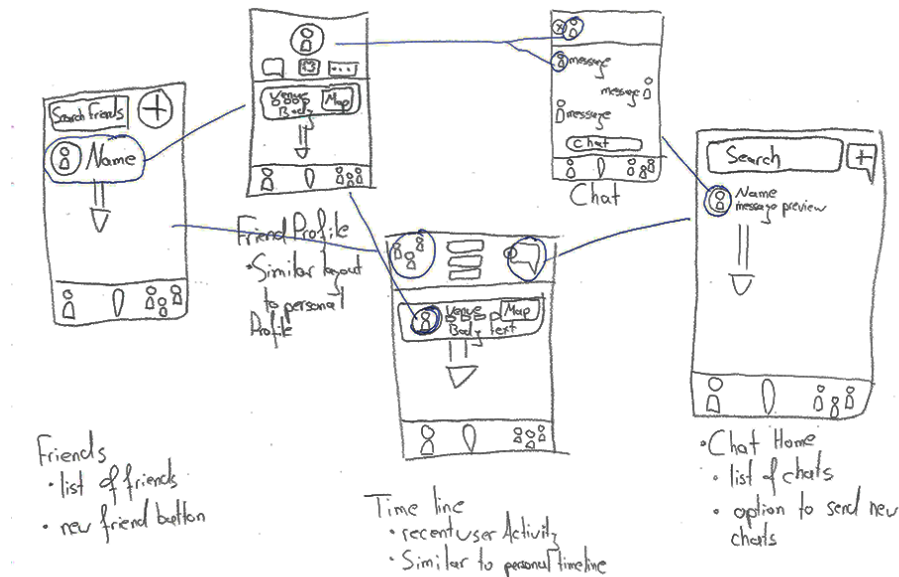 Search Friends
Name
Map
Body
Friend Profile
• Similar layout
to personal
Profile
message
message
message
chat
Chat
Search
Name
message preview
Venue
Map
Body text
Friends
• list of friends
• new friend button
Time line
• recent user Activity
• Similar to personal timeline
• Chat Home
• list of chats
• option to send new
chats